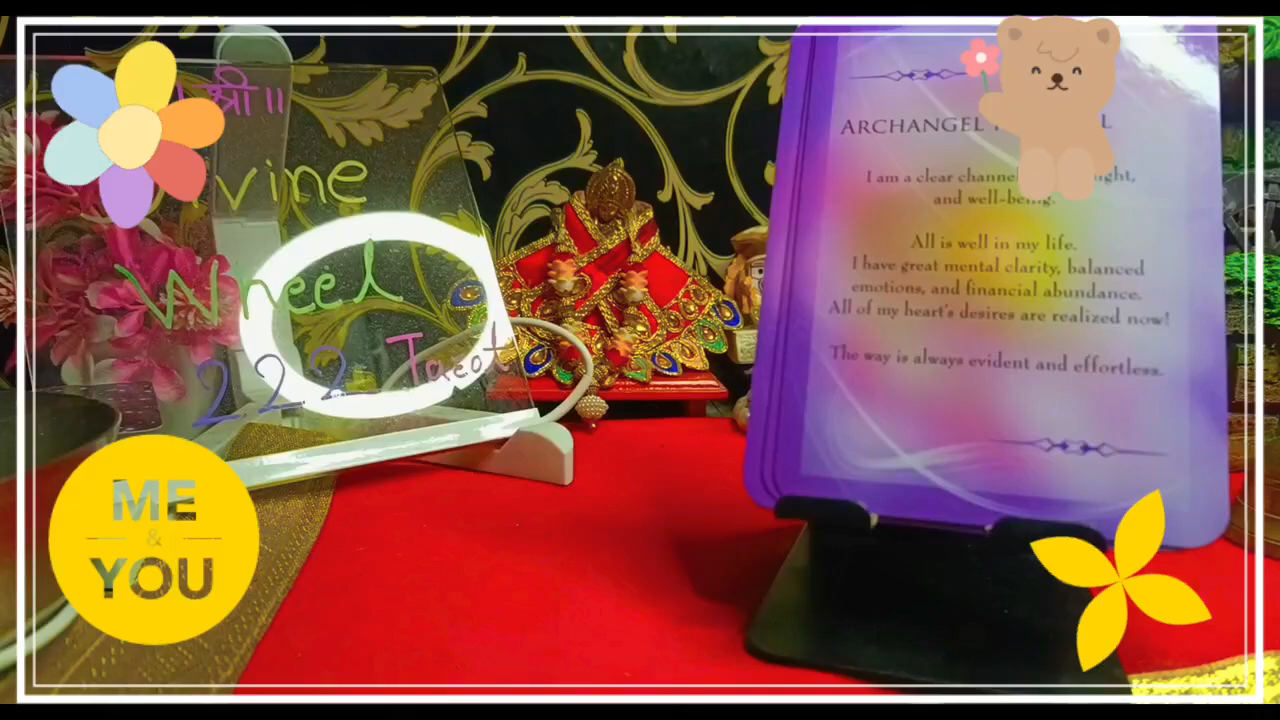 श्री॥
vine
Wheel
222 Tarot
ME
&
YOU
ARCHANGEL
I am a clear channel
and well-being.
All is well in my life.
I have great mental clarity, balanced
emotions, and financial abundance.
All of my heart's desires are realized now!
The way is always evident and effortless.